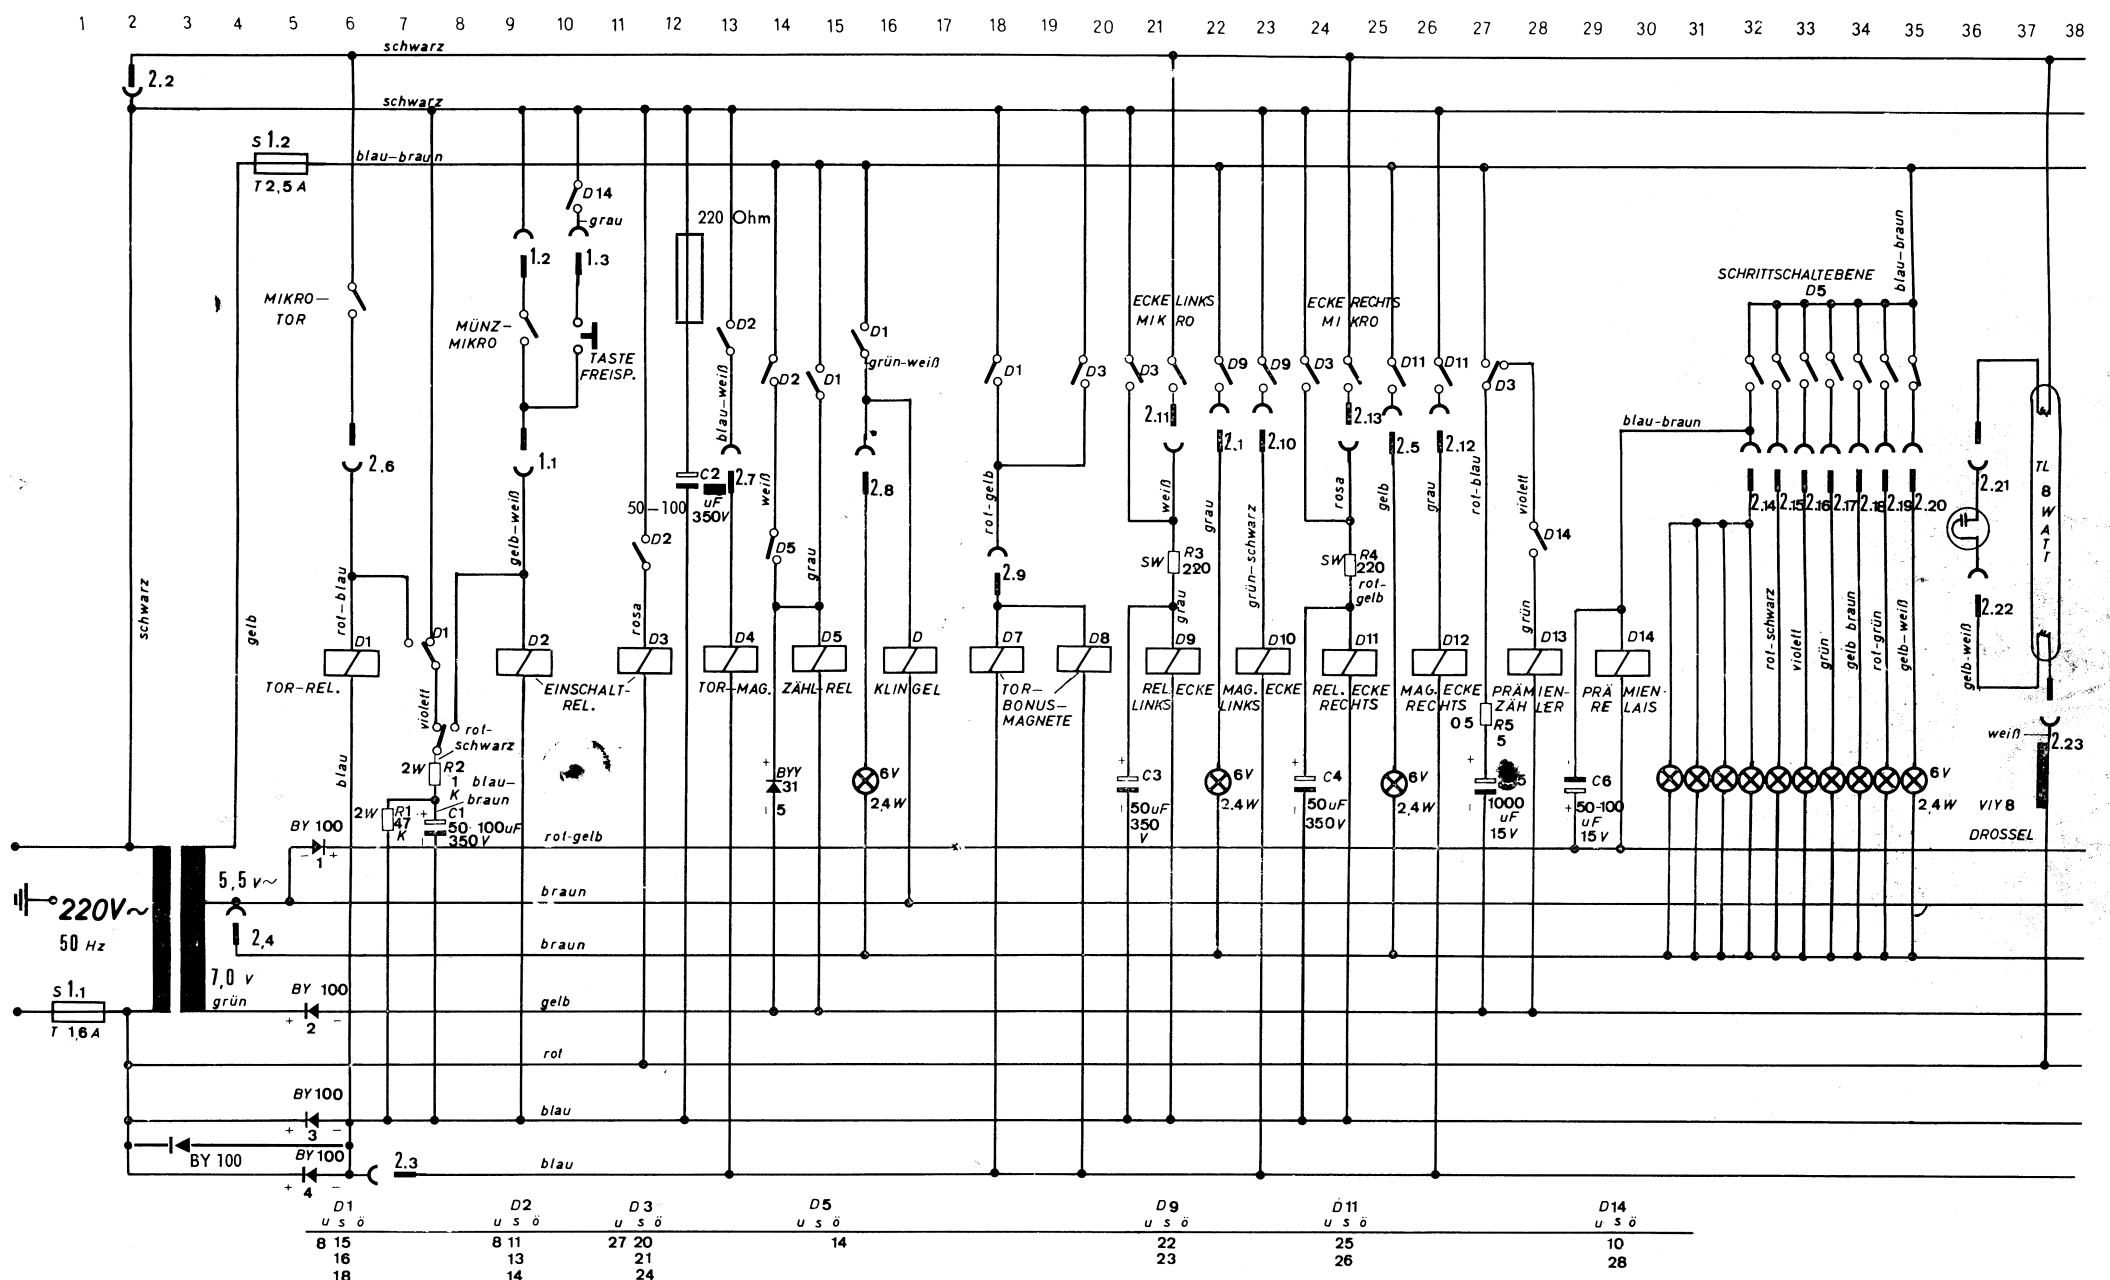 1 2 3 4 5 6 7 8 9 10 11 12 13 14 15 16 17 18 19 20 21 22 23 24 25 26 27 28 29 30 31 32 33 34 35 36 37 38
schwarz
2.2
schwarz
S 1.2
T 2,5 A
blau-braun
D14
grau
220 Ohm
1.2
1.3
MIKRO-
TOR
MÜNZ-
MIKRO
TASTE
FREISP.
D2
D1
grün-weiß
ECKE LINKS
MIKRO
ECKE RECHTS
MIKRO
SCHRITTSCHALTEBENE
D5
blau-braun
D2
D1
D1
D3
D3
D9
D9
D3
D11
D11
D3
blau-weiß
2.11
2.13
2.1
2.10
2.5
2.12
blau-braun
2.6
1.1
C2
50-100
uF
350V
2.7
weiß
2.8
rot-gelb
weiß
grau
rosa
gelb
grau
rot-blau
violett
2.14 2.15 2.16 2.17 2.18 2.19 2.20
2.21
TL
8 WATT
gelb-weiß
D2
D5
grau
2.9
SW
R3
220
grün-schwarz
SW
R4
220
rot-
gelb
D14
2.22
schwarz
gelb
rot-blau
rosa
grau
grün
rot-schwarz
violett
grün
gelb braun
rot-grün
gelb-weiß
gelb-weiß
D1
D1
D2
D3
D4
D5
D
D7
D8
D9
D10
D11
D12
D13
D14
TOR-REL.
EINSCHALT-
REL.
TOR-MAG.
ZÄHL-REL
KLINGEL
TOR-
BONUS-
MAGNETE
REL. ECKE
LINKS
MAG. ECKE
LINKS
REL. ECKE
RECHTS
MAG. ECKE
RECHTS
PRÄMIEN-
ZÄHLER
PRÄMIEN-
RELAIS
violett
rot-
schwarz
2W
R2
1
K
blau-
braun
blau
2W
R1
47
K
+
C1
50-100uF
350V
-
+
BYY
31
5
-
6V
2,4W
+
C3
50uF
350
V
-
6V
2.4W
+
C4
50uF
350V
-
6V
2,4W
05
R5
5
+
1000
uF
15V
-
-
C6
50-100
uF
15V
+
6V
2,4W
weiß
2.23
VIY 8
DROSSEL
BY 100
- 1 +
rot-gelb
5,5 V~
braun
220V~
50 Hz
2,4
braun
7,0 V
grün
S 1.1
T 1,6 A
BY 100
+ 2 -
gelb
rot
BY 100
+ 3 -
blau
BY 100
BY 100
+ 4 -
2.3
blau
D1 D2 D3 D5 D9 D11 D14
u s ö u s ö u s ö u s ö u s ö u s ö u s ö
8 15 8 11 27 20 14 22 25 10
16 13 21 23 26 28
18 14 24